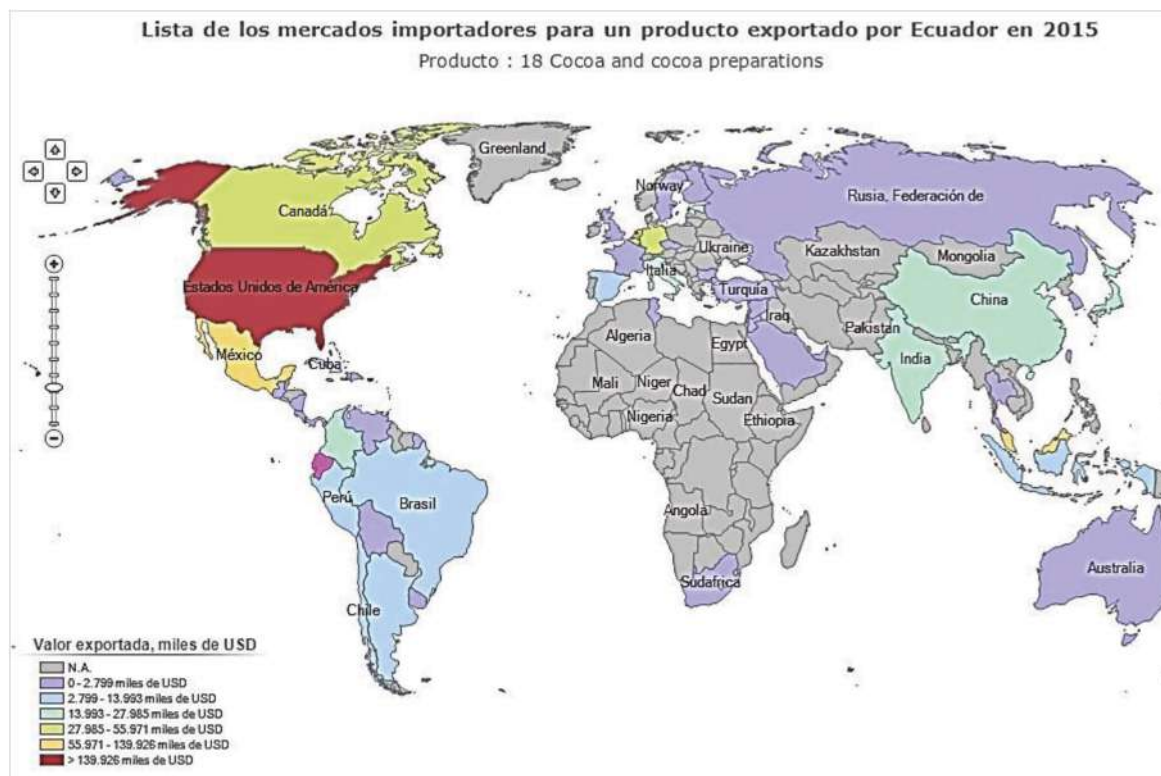 Lista de los mercados importadores para un producto exportado por Ecuador en 2015
Producto : 18 Cocoa and cocoa preparations
Greenland
Norway
Rusia, Federación de
Canadá
Ukraine
Kazakhstan
Mongolia
Italia
Estados Unidos de América
Turquía
China
Iraq
Pakistan
Algeria
Egypt
México
Cuba
India
Mali
Niger
Chad
Sudan
Nigeria
Ethiopia
Perú
Brasil
Angola
Australia
Sudafrica
Chile
Valor exportada, miles de USD
N.A.
0 - 2.799 miles de USD
2.799 - 13.993 miles de USD
13.993 - 27.985 miles de USD
27.985 - 55.971 miles de USD
55.971 - 139.926 miles de USD
> 139.926 miles de USD